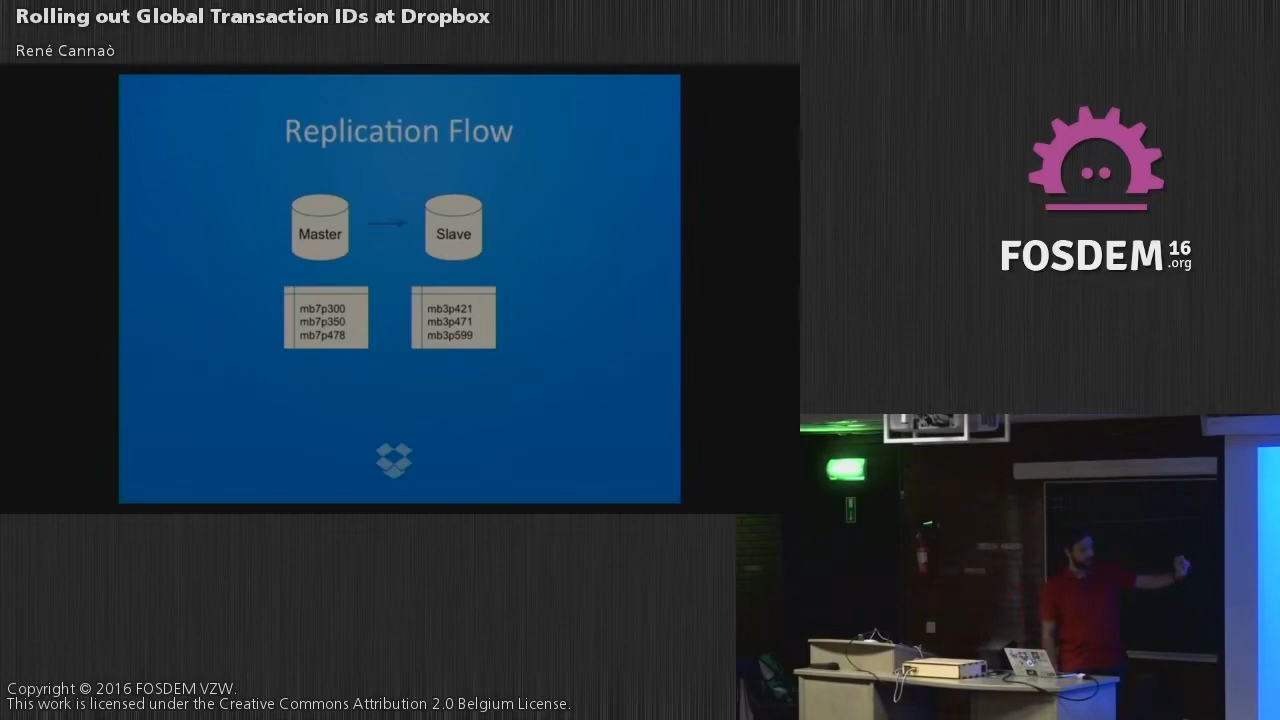 Rolling out Global Transaction IDs at Dropbox
René Cannaò
Replication Flow
Master
Slave
mb7p300
mb7p350
mb7p478
mb3p421
mb3p471
mb3p599
FOSDEM 16
.org
Copyright © 2016 FOSDEM VZW.
This work is licensed under the Creative Commons Attribution 2.0 Belgium License.